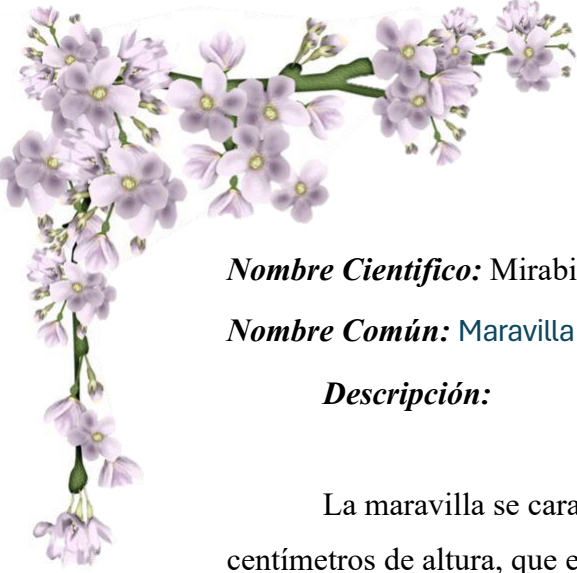 Nombre Cientifico: Mirabi
Nombre Común: Maravilla
Descripción:
La maravilla se cara
centímetros de altura, que e